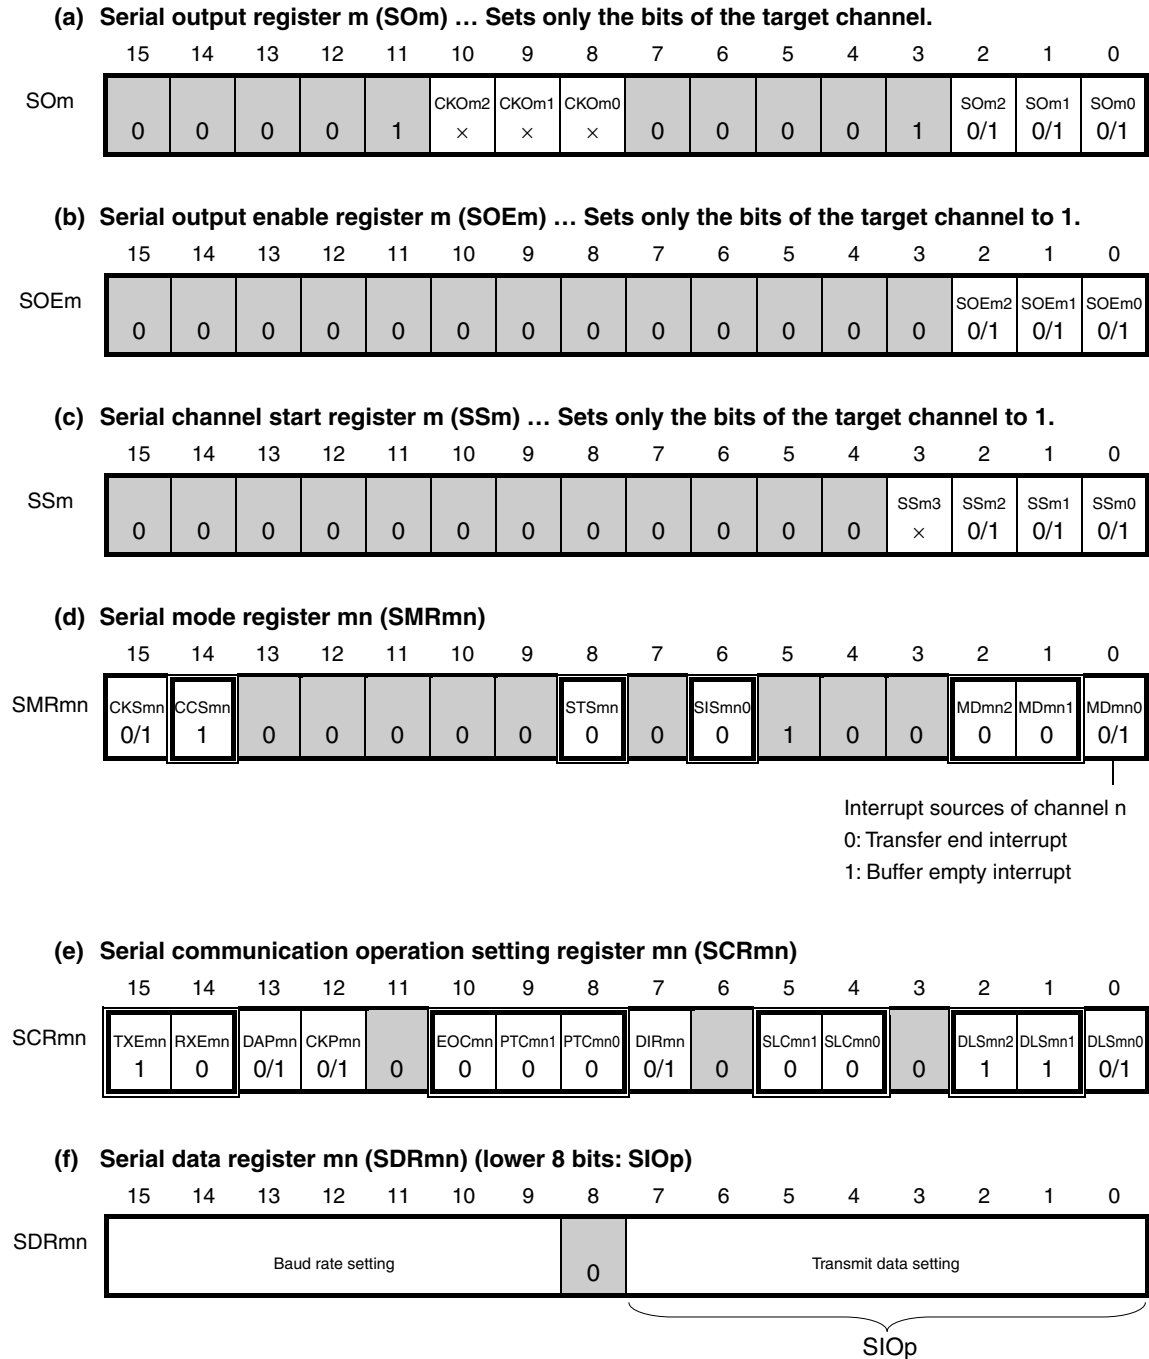 (a) Serial output register m (SOm) … Sets only the bits of the target channel.
15 14 13 12 11 10 9 8 7 6 5 4 3 2 1 0
SOm
CKOm2 CKOm1 CKOm0 SOm2 SOm1 SOm0
0 0 0 0 1 × × × 0 0 0 0 1 0/1 0/1 0/1
(b) Serial output enable register m (SOEm) … Sets only the bits of the target channel to 1.
15 14 13 12 11 10 9 8 7 6 5 4 3 2 1 0
SOEm
SOEm2 SOEm1 SOEm0
0 0 0 0 0 0 0 0 0 0 0 0 0 0/1 0/1 0/1
(c) Serial channel start register m (SSm) … Sets only the bits of the target channel to 1.
15 14 13 12 11 10 9 8 7 6 5 4 3 2 1 0
SSm
SSm3 SSm2 SSm1 SSm0
0 0 0 0 0 0 0 0 0 0 0 0 × 0/1 0/1 0/1
(d) Serial mode register mn (SMRmn)
15 14 13 12 11 10 9 8 7 6 5 4 3 2 1 0
SMRmn
CKSmn CCSmn STSmn SISmn0 MDmn2 MDmn1 MDmn0
0/1 1 0 0 0 0 0 0 0 0 1 0 0 0 0 0/1
Interrupt sources of channel n
0: Transfer end interrupt
1: Buffer empty interrupt
(e) Serial communication operation setting register mn (SCRmn)
15 14 13 12 11 10 9 8 7 6 5 4 3 2 1 0
SCRmn
TXEmn RXEmn DAPmn CKPmn EOCmn PTCmn1 PTCmn0 DIRmn SLCmn1 SLCmn0 DLSmn2 DLSmn1 DLSmn0
1 0 0/1 0/1 0 0 0 0 0/1 0 0 0 0 1 1 0/1
(f) Serial data register mn (SDRmn) (lower 8 bits: SIOp)
15 14 13 12 11 10 9 8 7 6 5 4 3 2 1 0
SDRmn
Baud rate setting 0 Transmit data setting
SIOp